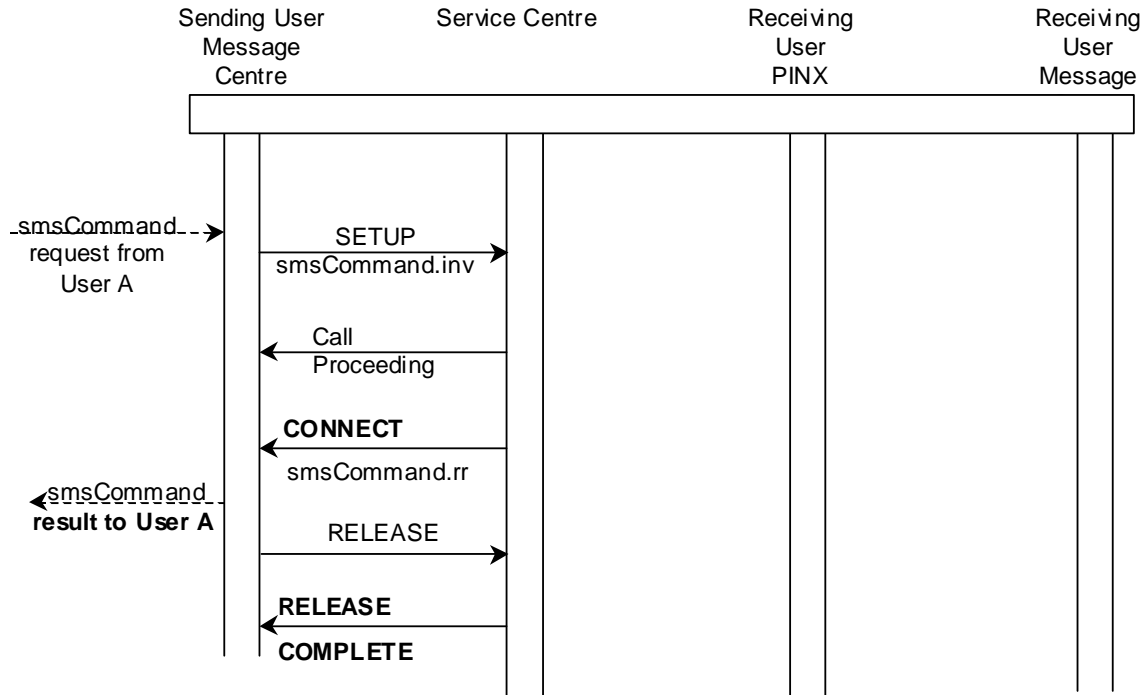 Sending User
Message
Centre
Service Centre
Receiving
User
PINX
Receiving
User
Message
smsCommand
request from
User A
SETUP
smsCommand.inv
Call
Proceeding
CONNECT
smsCommand.rr
smsCommand
result to User A
RELEASE
RELEASE
COMPLETE